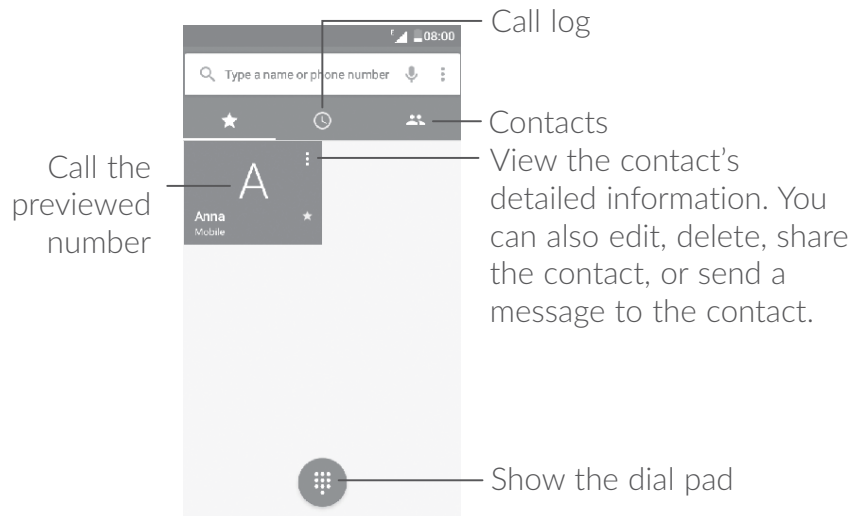 Call log
08:00
Type a name or phone number
Contacts
Call the
previewed
number
A
Anna
Mobile
View the contact's
detailed information. You
can also edit, delete, share
the contact, or send a
message to the contact.
Show the dial pad